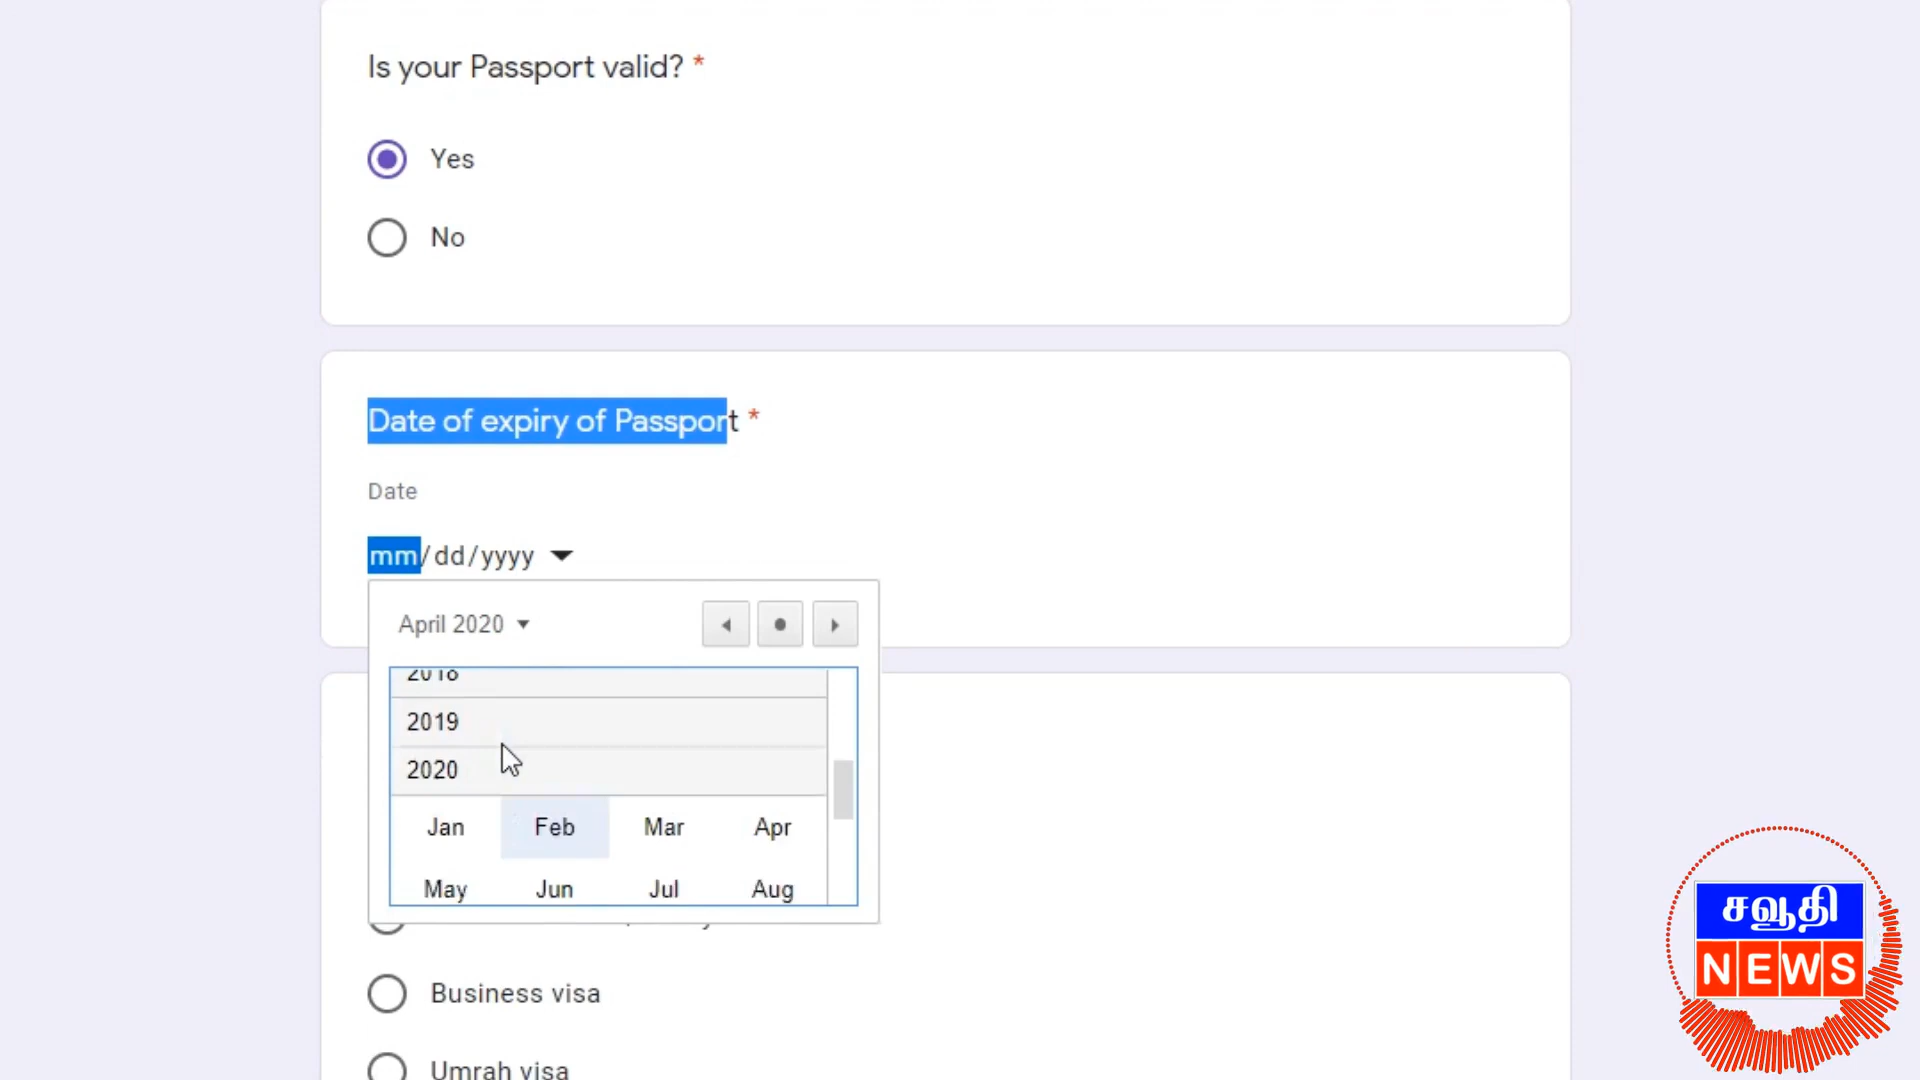 Is your Passport valid? *
Yes
No
Date of expiry of Passport *
Date
mm/dd/yyyy
April 2020
2018
2019
2020
Jan Feb Mar Apr
May Jun Jul Aug
Business visa
Umrah visa
சவூதி
NEWS